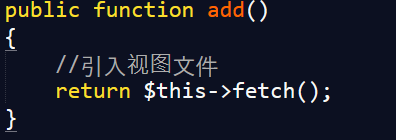 public function add()
{
    //引入视图文件
    return $this->fetch();
}